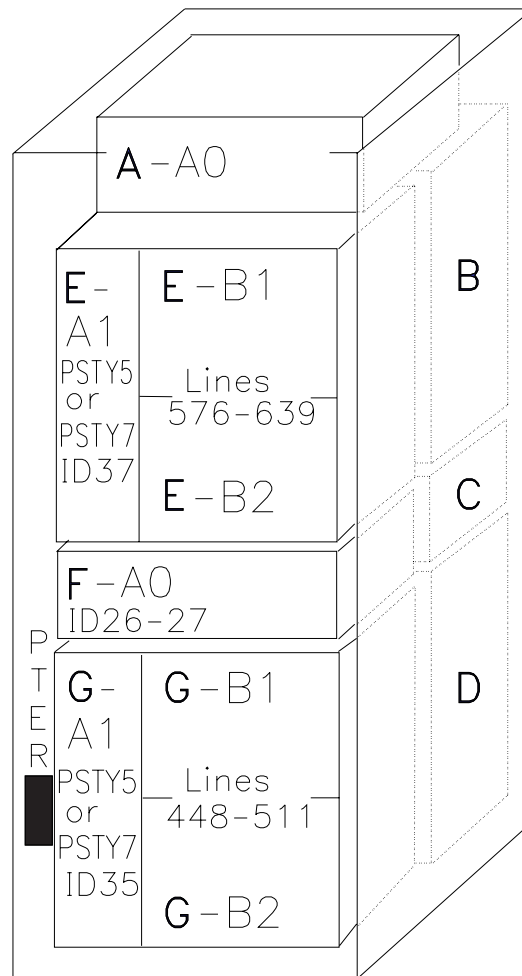 A-A0
B
E-
A1
PSTY5
or
PSTY7
ID37
E-B1
Lines
576-639
E-B2
C
F-A0
ID26-27
PTER
G-
A1
PSTY5
or
PSTY7
ID35
G-B1
Lines
448-511
G-B2
D